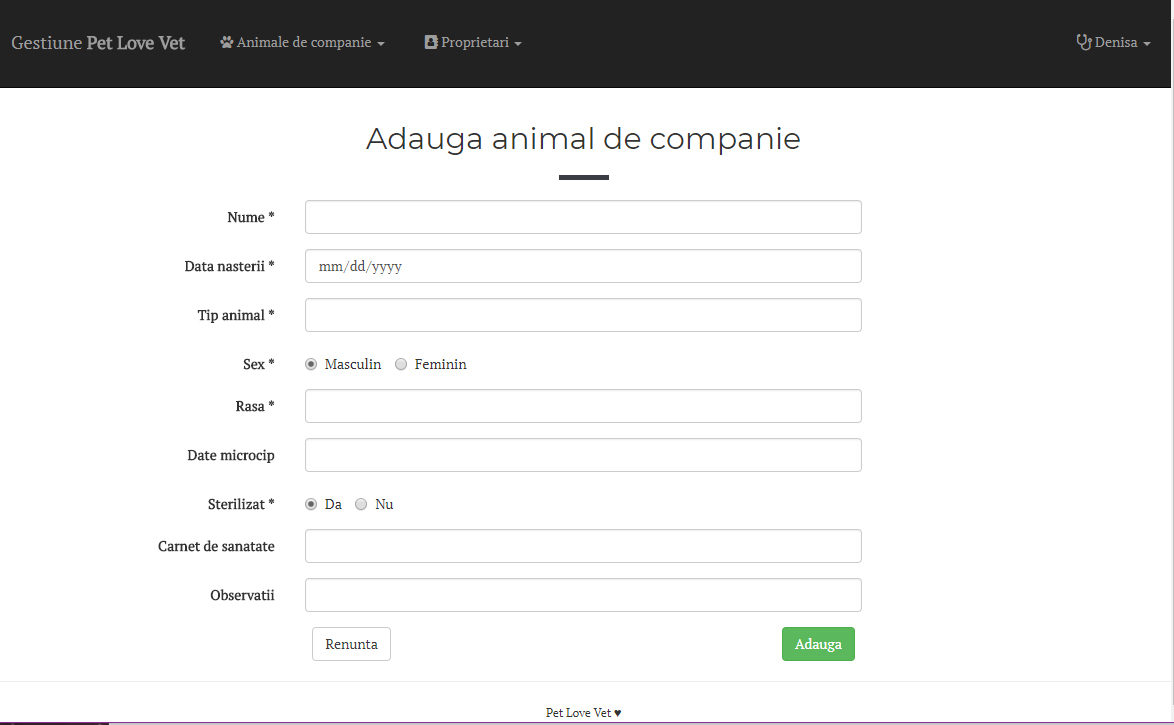 Gestiune Pet Love Vet Animale de companie Proprietari Denisa
Adauga animal de companie
Nume *
Data nasterii * mm/dd/yyyy
Tip animal *
Sex * Masculin Feminin
Rasa *
Date microcip
Sterilizat * Da Nu
Carnet de sanatate
Observatii
Renunta Adauga
Pet Love Vet ♥